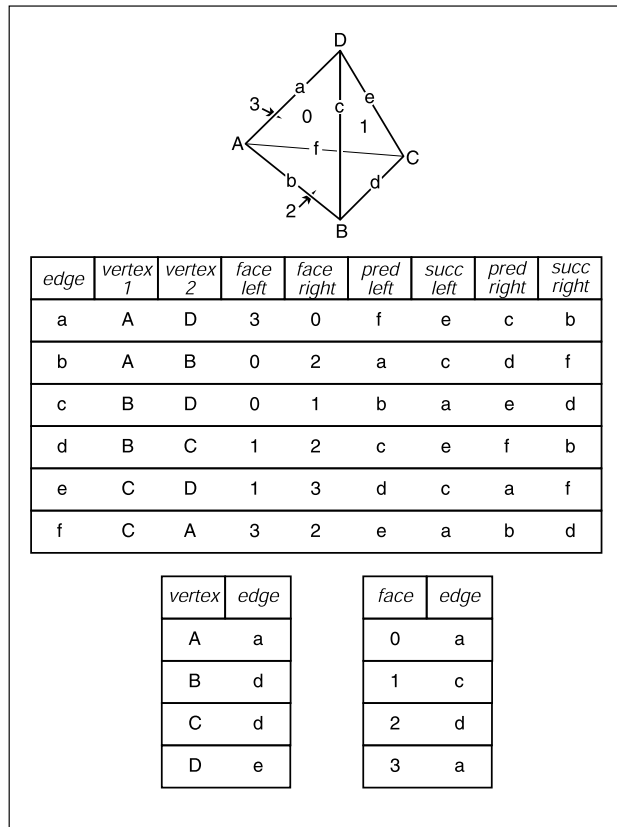 D
a
e
3
c
0
1
A
f
C
b
d
2
B
edge vertex 1 vertex 2 face left face right pred left succ left pred right succ right
a A D 3 0 f e c b
b A B 0 2 a c d f
c B D 0 1 b a e d
d B C 1 2 c e f b
e C D 1 3 d c a f
f C A 3 2 e a b d
vertex edge
A a
B d
C d
D e
face edge
0 a
1 c
2 d
3 a